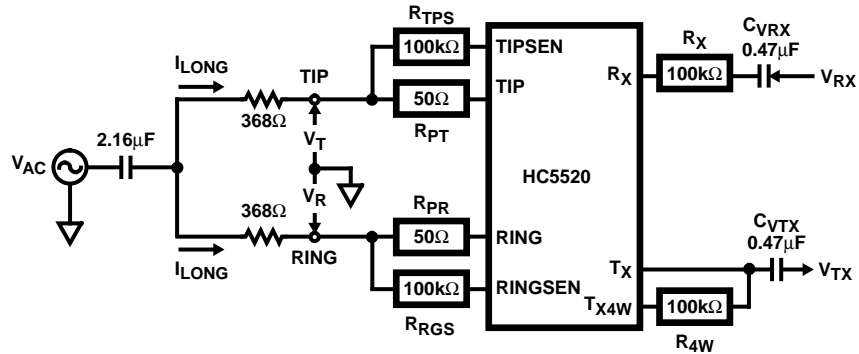 R_TPS
100kΩ
TIPSEN
I_LONG
TIP
368Ω
50Ω
TIP
R_PT
V_T
2.16µF
V_AC
HC5520
V_R
368Ω
R_PR
50Ω
RING
I_LONG
RING
100kΩ
RINGSEN
R_RGS
C_VRX
R_X
0.47µF
R_X
100kΩ
V_RX
C_VTX
0.47µF
T_X
V_TX
T_X4W
100kΩ
R_4W